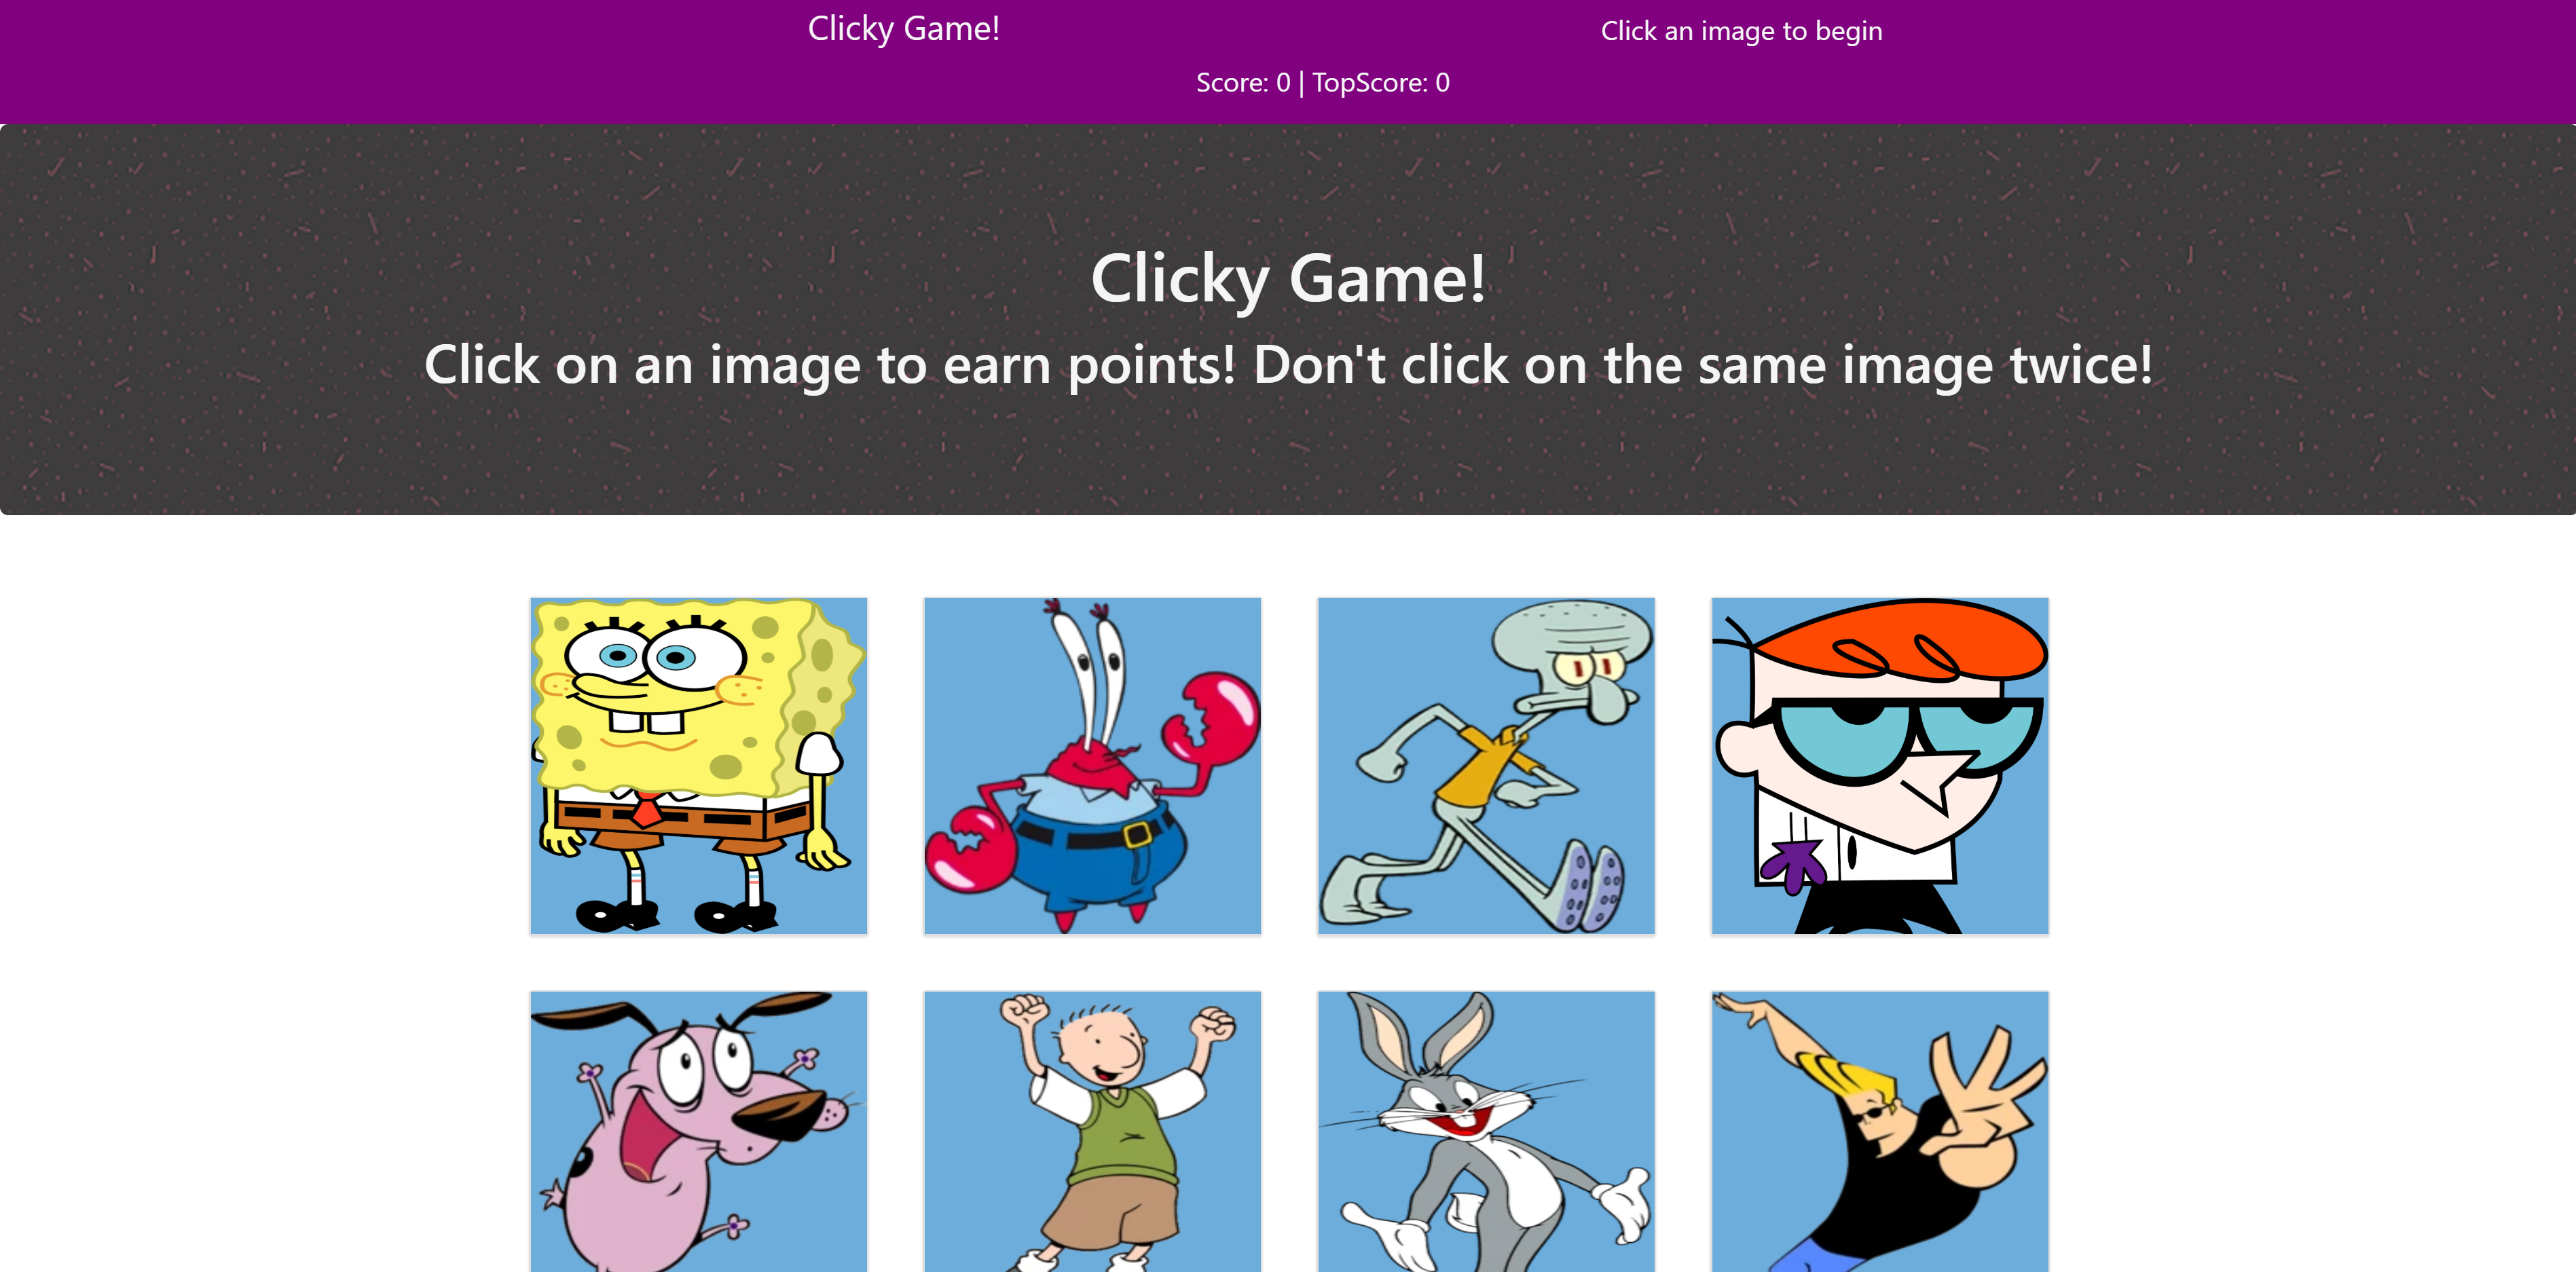 Clicky Game!
Click an image to begin
Score: 0 | TopScore: 0
Clicky Game!
Click on an image to earn points! Don't click on the same image twice!